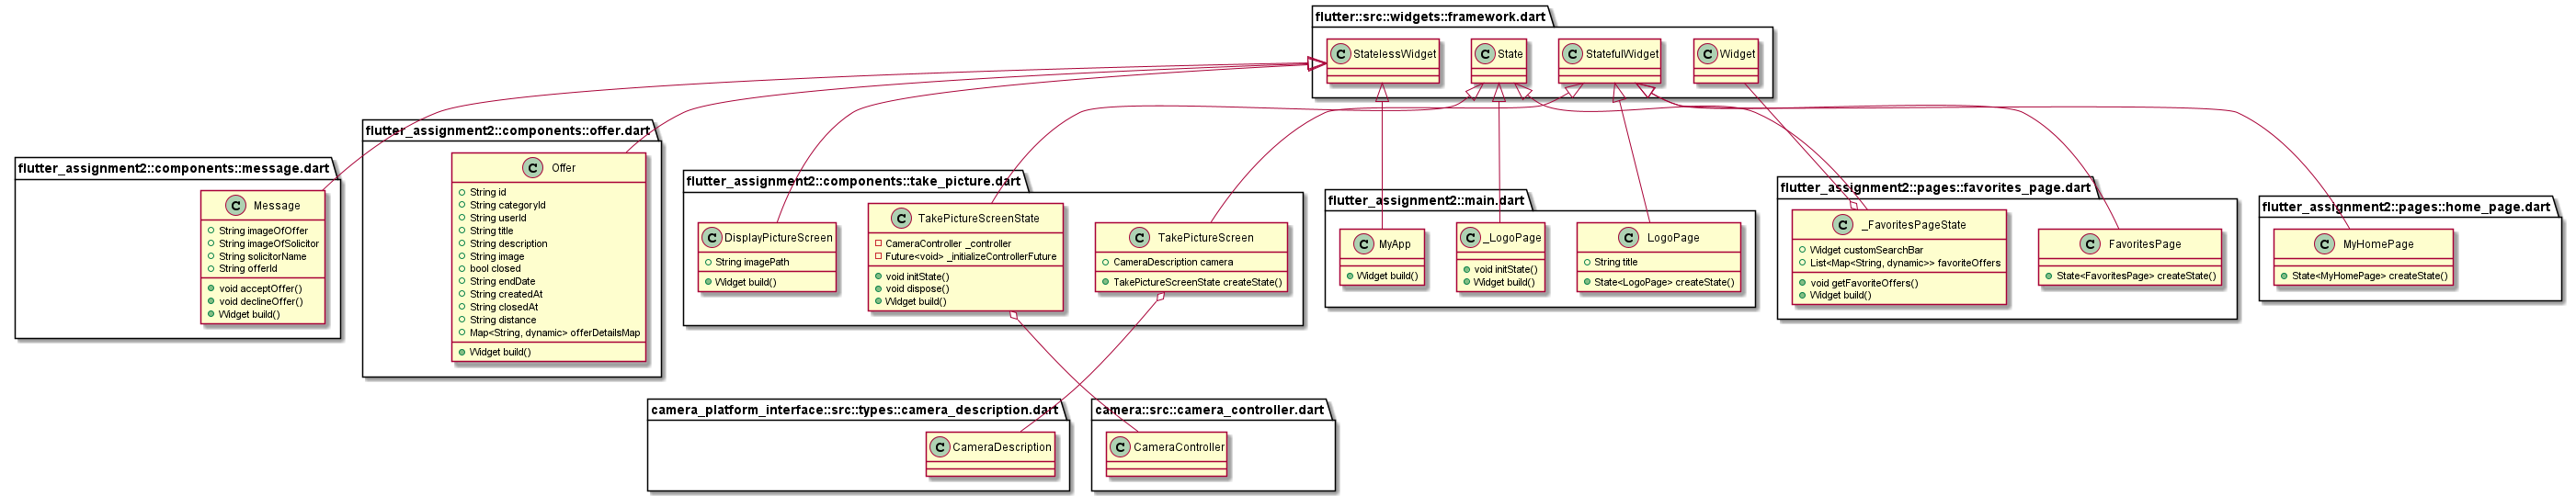 flutter::src::widgets::framework.dart
C StatelessWidget
C State
C StatefulWidget
C Widget
flutter_assignment2::components::offer.dart
C Offer
String id
String categoryId
String userId
String title
String description
String image
bool closed
String endDate
String createdAt
String closedAt
String distance
Map<String, dynamic> offerDetailsMap
Widget build()
flutter_assignment2::components::message.dart
C Message
String imageOfOffer
String imageOfSolicitor
String solicitorName
String offerId
void acceptOffer()
void declineOffer()
Widget build()
flutter_assignment2::components::take_picture.dart
C DisplayPictureScreen
String imagePath
Widget build()
C TakePictureScreenState
CameraController _controller
Future<void> _initializeControllerFuture
void initState()
void dispose()
Widget build()
C TakePictureScreen
CameraDescription camera
TakePictureScreenState createState()
flutter_assignment2::main.dart
C MyApp
Widget build()
C _LogoPage
void initState()
Widget build()
C LogoPage
String title
State<LogoPage> createState()
flutter_assignment2::pages::favorites_page.dart
C _FavoritesPageState
Widget customSearchBar
List<Map<String, dynamic>> favoriteOffers
void getFavoriteOffers()
Widget build()
C FavoritesPage
State<FavoritesPage> createState()
flutter_assignment2::pages::home_page.dart
C MyHomePage
State<MyHomePage> createState()
camera_platform_interface::src::types::camera_description.dart
C CameraDescription
camera::src::camera_controller.dart
C CameraController